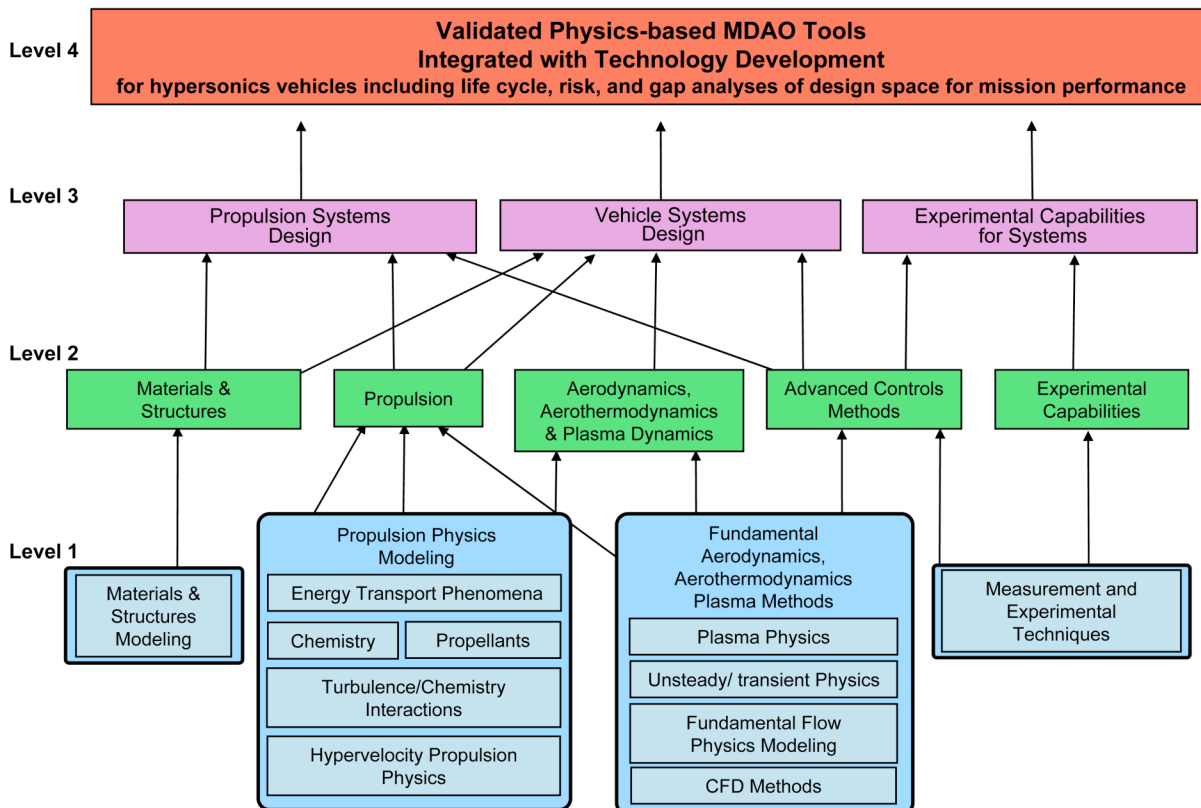 Level 4
Validated Physics-based MDAO Tools
Integrated with Technology Development
for hypersonics vehicles including life cycle, risk, and gap analyses of design space for mission performance
Level 3
Propulsion Systems
Design
Vehicle Systems
Design
Experimental Capabilities
for Systems
Level 2
Materials &
Structures
Propulsion
Aerodynamics,
Aerothermodynamics
& Plasma Dynamics
Advanced Controls
Methods
Experimental
Capabilities
Level 1
Materials &
Structures
Modeling
Propulsion Physics
Modeling
Energy Transport Phenomena
Chemistry
Propellants
Turbulence/Chemistry
Interactions
Hypervelocity Propulsion
Physics
Fundamental
Aerodynamics,
Aerothermodynamics
Plasma Methods
Plasma Physics
Unsteady/ transient Physics
Fundamental Flow
Physics Modeling
CFD Methods
Measurement and
Experimental
Techniques